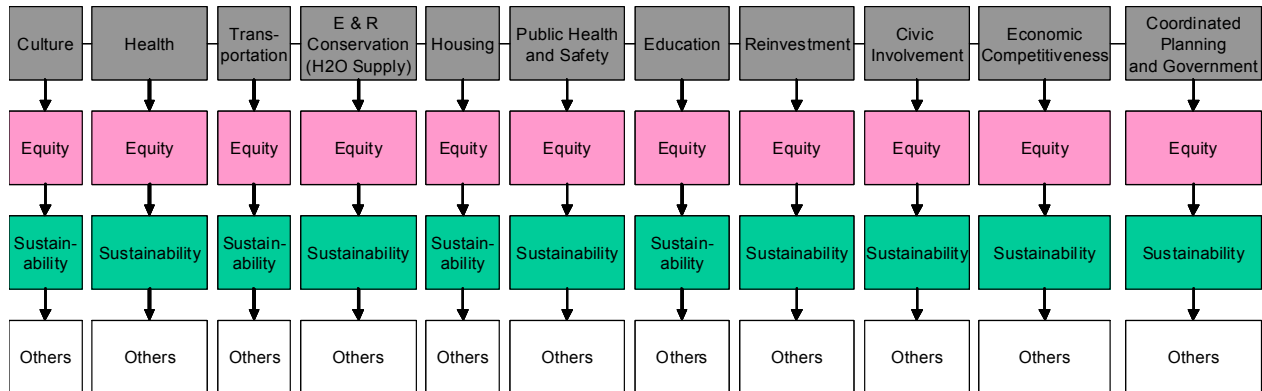 Culture
Health
Trans-
portation
E & R
Conservation
(H2O Supply)
Housing
Public Health
and Safety
Education
Reinvestment
Civic
Involvement
Economic
Competitiveness
Coordinated
Planning
and Government
Equity
Equity
Equity
Equity
Equity
Equity
Equity
Equity
Equity
Equity
Equity
Sustain-
ability
Sustainability
Sustain-
ability
Sustainability
Sustain-
ability
Sustainability
Sustain-
ability
Sustainability
Sustainability
Sustainability
Sustainability
Others
Others
Others
Others
Others
Others
Others
Others
Others
Others
Others